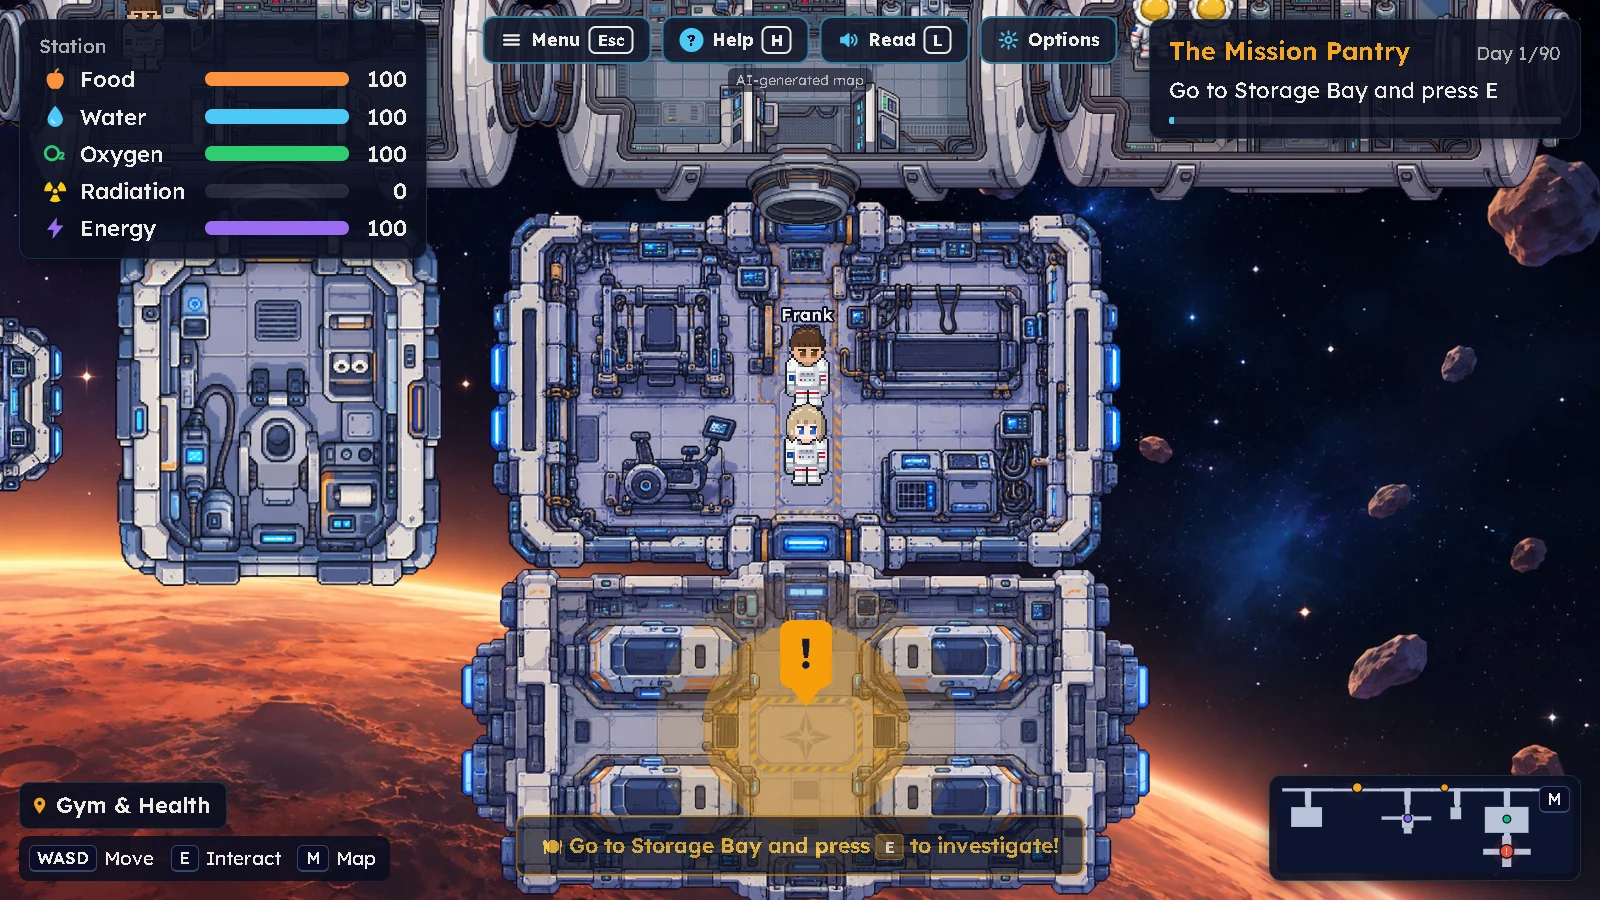 Station
Food 100
Water 100
O₂ Oxygen 100
Radiation 0
Energy 100
Menu Esc
? Help H
Read L
Options
AI-generated map
The Mission Pantry Day 1/90
Go to Storage Bay and press E
Frank
!
Gym & Health
WASD Move E Interact M Map
Go to Storage Bay and press E to investigate!
M
!